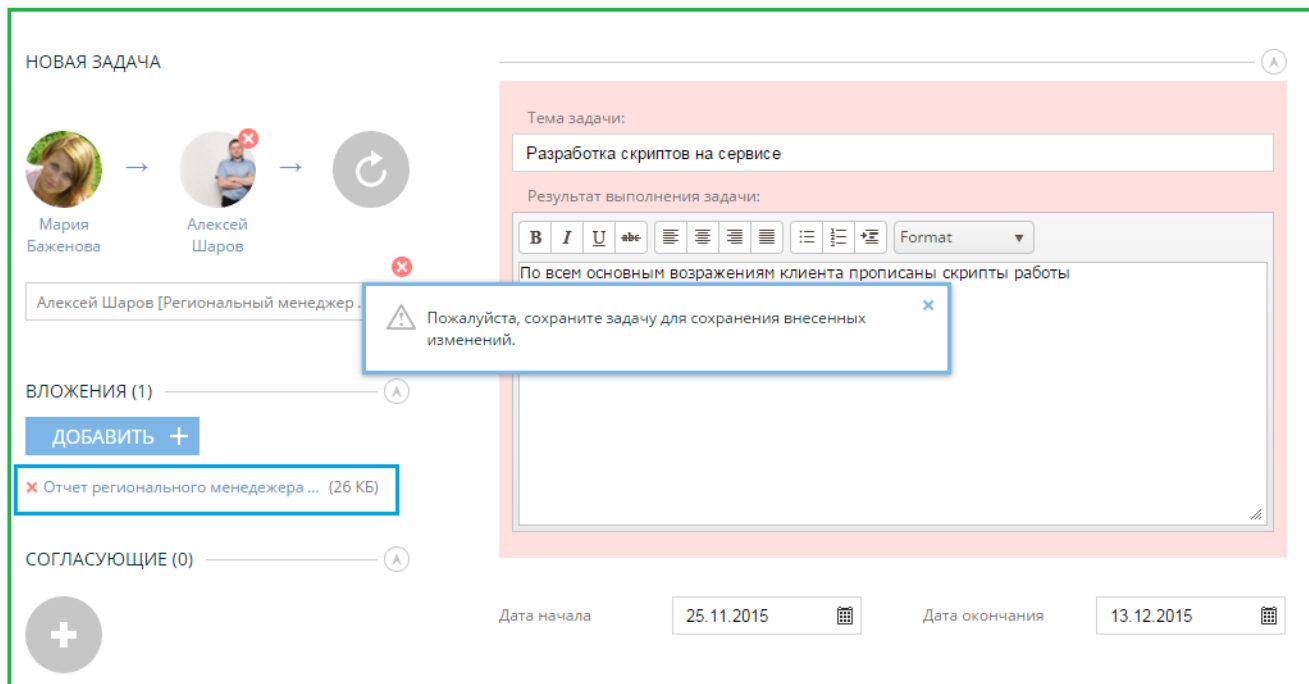 НОВАЯ ЗАДАЧА
Мария
Баженова
Алексей
Шаров
Алексей Шаров [Региональный менеджер .
ВЛОЖЕНИЯ (1)
ДОБАВИТЬ +
Отчет регионального менедежера ... (26 КБ)
СОГЛАСУЮЩИЕ (0)
Тема задачи:
Разработка скриптов на сервисе
Результат выполнения задачи:
B I U abc Format
По всем основным возражениям клиента прописаны скрипты работы
Пожалуйста, сохраните задачу для сохранения внесенных
изменений.
Дата начала 25.11.2015 Дата окончания 13.12.2015